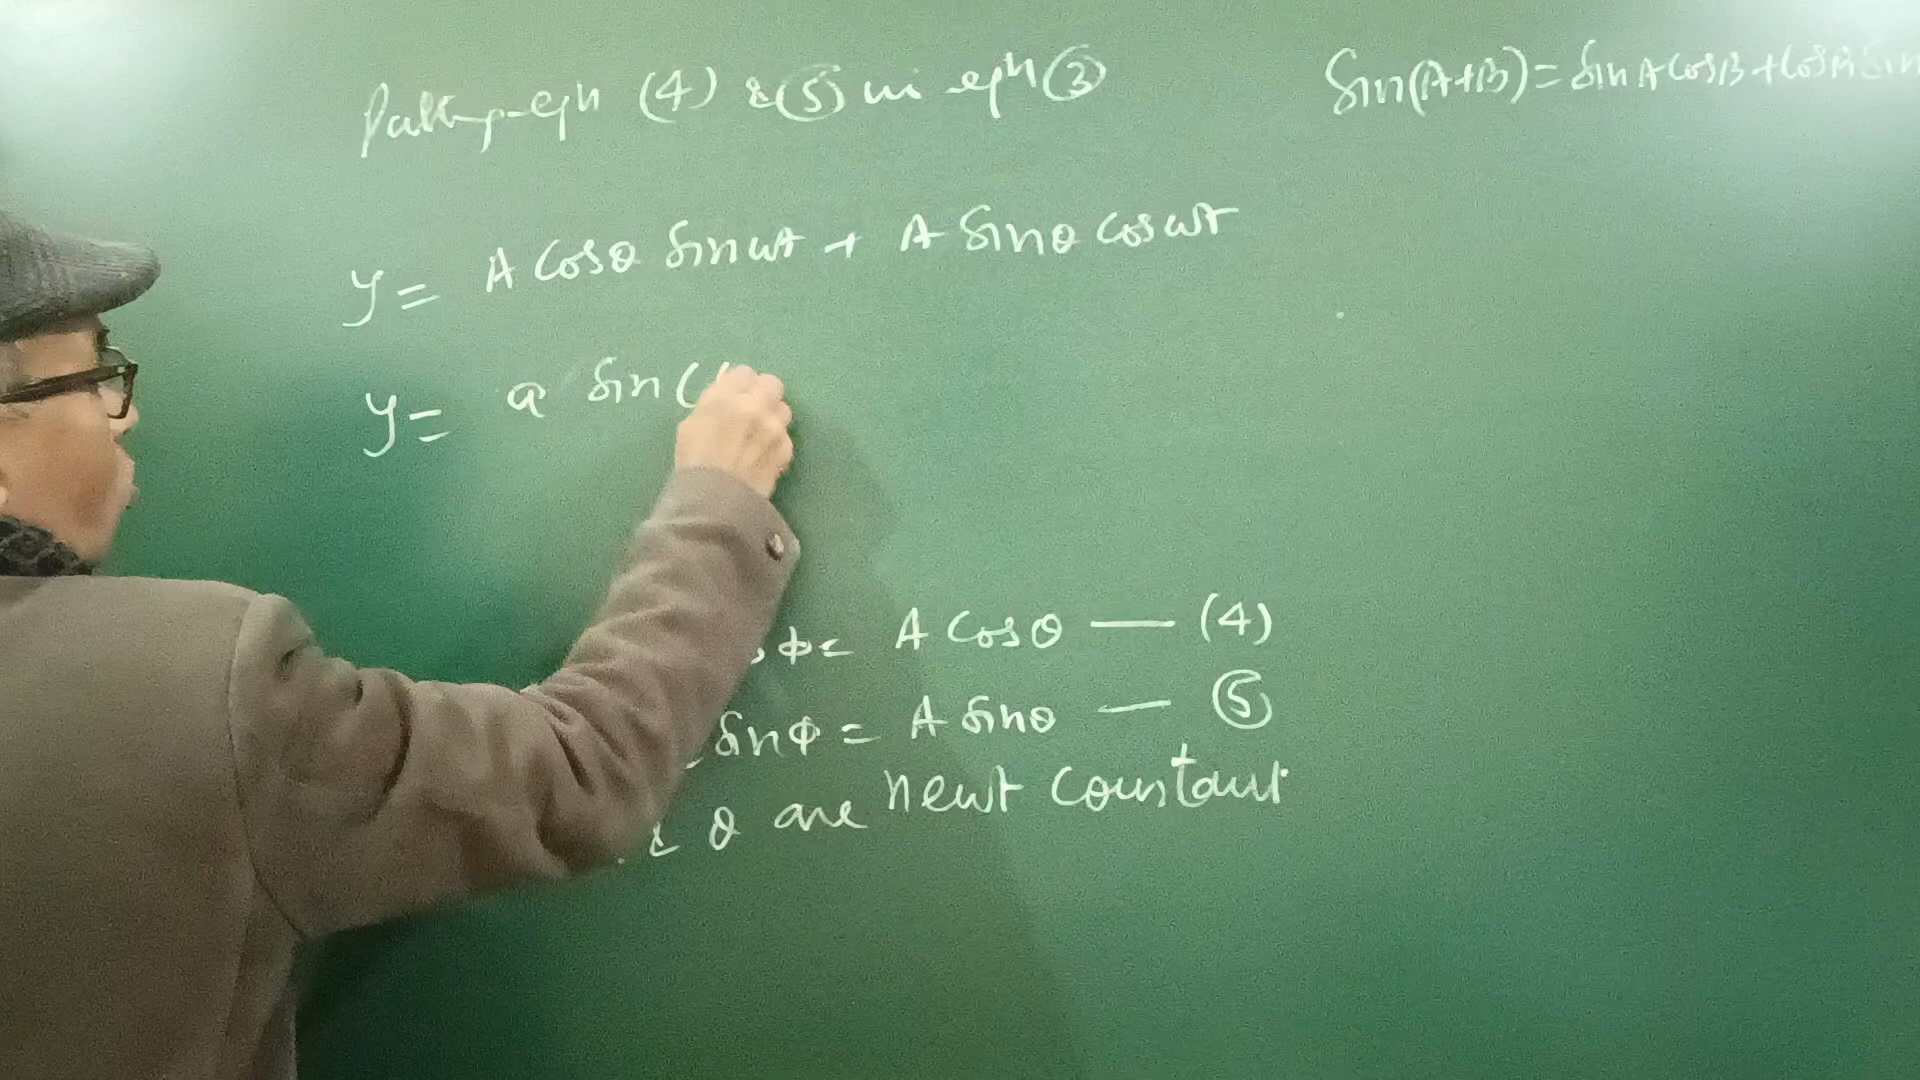 Putting eqn (4) & (5) in eqn (3)
Sin(A+B) = Sin A Cos B + Cos A Sin
y = A Cos θ Sin ωt + A Sin θ Cos ωt
y = a Sin (
φ = A Cos θ — (4)
Sin φ = A Sin θ — (5)
& θ are newt constant